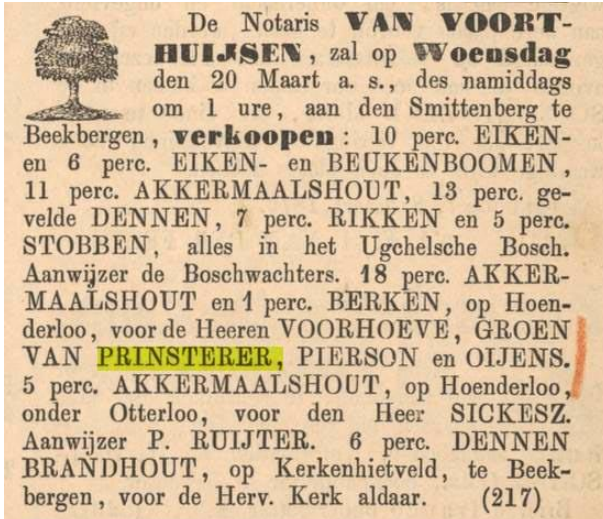 De Notaris VAN VOORT-
HUIJSEN, zal op Woensdag
den 20 Maart a. s., des namiddags
om 1 ure, aan den Smittenberg te
Beekbergen, verkoopen: 10 perc. EIKEN-
en 6 perc. EIKEN- en BEUKENBOOMEN,
11 perc. AKKERMAALSHOUT, 13 perc. ge-
velde DENNEN, 7 perc. RIKKEN en 5 perc.
STOBBEN, alles in het Ugchelsche Bosch.
Aanwijzer de Boschwachters. 18 perc. AKKER-
MAALSHOUT en 1 perc. BERKEN, op Hoen-
derloo, voor de Heeren VOORHOEVE, GROEN
VAN PRINSTERER, PIERSON en OIJENS.
5 perc. AKKERMAALSHOUT, op Hoenderloo,
onder Otterloo, voor den Heer SICKESZ.
Aanwijzer P. RUIJTER. 6 perc. DENNEN
BRANDHOUT, op Kerkenhietveld, te Beek-
bergen, voor de Herv. Kerk aldaar. (217)